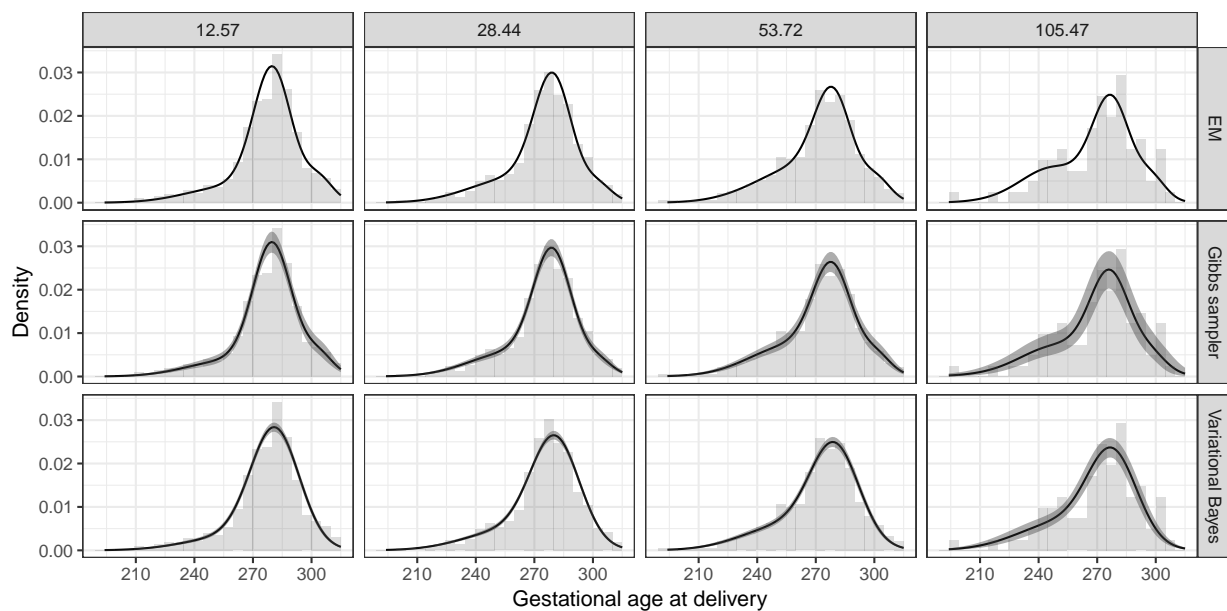 12.57 28.44 53.72 105.47
0.03
0.02
0.01
0.00
EM
0.03
0.02
0.01
0.00
Gibbs sampler
Density
0.03
0.02
0.01
0.00
Variational Bayes
210 240 270 300 210 240 270 300 210 240 270 300 210 240 270 300
Gestational age at delivery